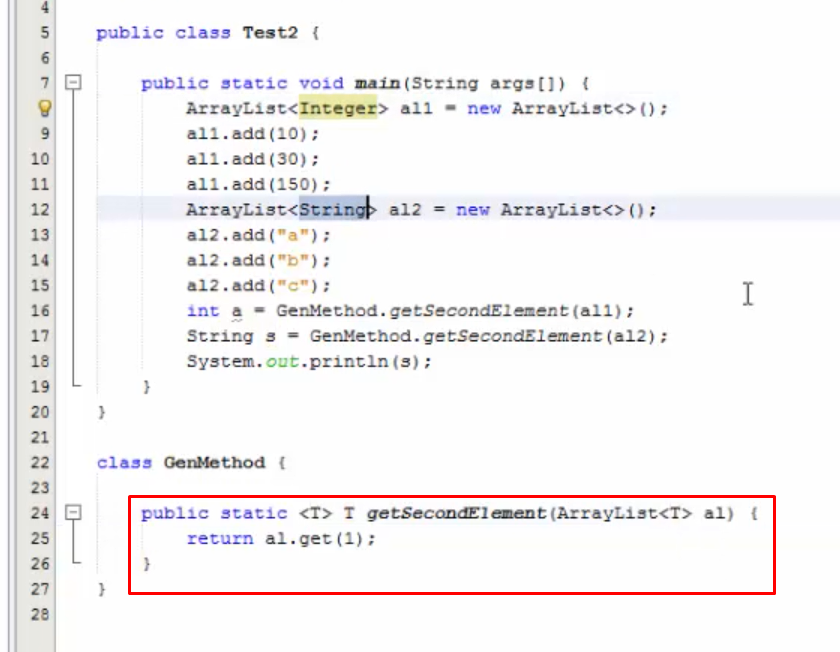 4
5 public class Test2 {
6
7 public static void main(String args[]) {
ArrayList<Integer> al1 = new ArrayList<>();
9 al1.add(10);
10 al1.add(30);
11 al1.add(150);
12 ArrayList<String> al2 = new ArrayList<>();
13 al2.add("a");
14 al2.add("b");
15 al2.add("c");
16 int a = GenMethod.getSecondElement(al1);
17 String s = GenMethod.getSecondElement(al2);
18 System.out.println(s);
19 }
20 }
21
22 class GenMethod {
23
24 public static <T> T getSecondElement(ArrayList<T> al) {
25 return al.get(1);
26 }
27 }
28